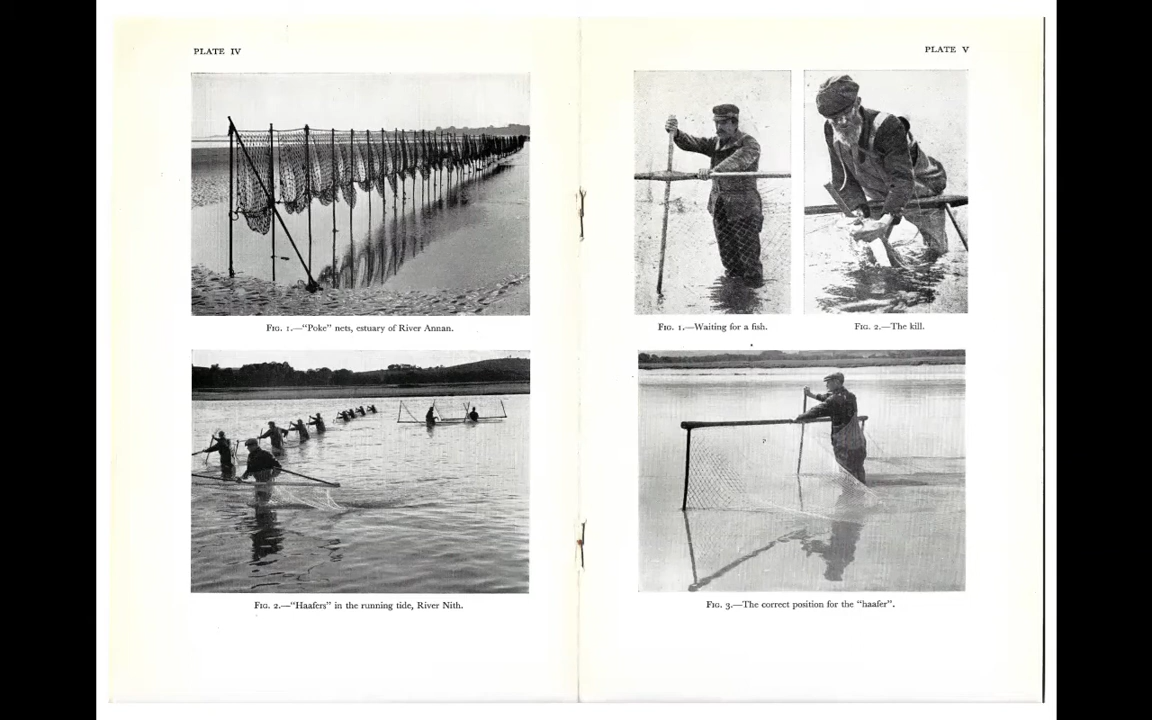 PLATE IV
Fig. 1.—"Poke" nets, estuary of River Annan.
Fig. 2.—"Haafers" in the running tide, River Nith.
PLATE V
Fig. 1.—Waiting for a fish.
Fig. 2.—The kill.
Fig. 3.—The correct position for the "haafer".